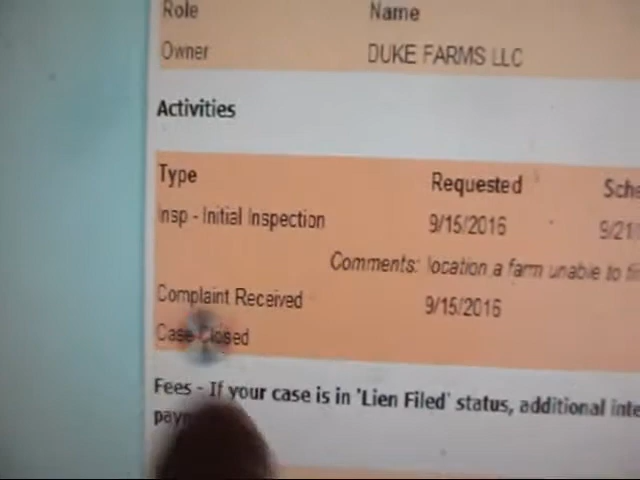 Role Name
Owner DUKE FARMS LLC
Activities
Type Requested
Insp - Initial Inspection 9/15/2016
Comments: location a farm unable to
Complaint Received 9/15/2016
Case Closed
Fees - If your case is in 'Lien Filed' status, additional